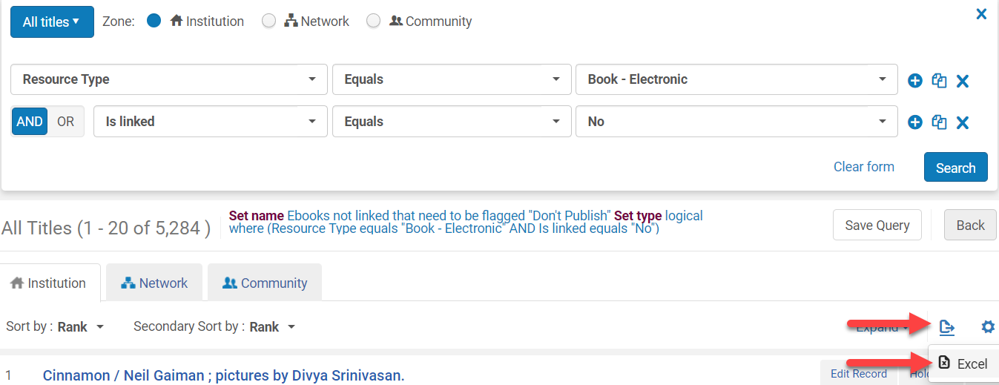 All titles Zone: Institution Network Community
Resource Type Equals Book - Electronic
AND OR Is linked Equals No
Clear form Search
All Titles (1 - 20 of 5,284 ) Set name Ebooks not linked that need to be flagged "Don't Publish" Set type logical
where (Resource Type equals "Book - Electronic" AND Is linked equals "No")
Save Query Back
Institution Network Community
Sort by : Rank Secondary Sort by : Rank Expand
Excel
1 Cinnamon / Neil Gaiman ; pictures by Divya Srinivasan. Edit Record